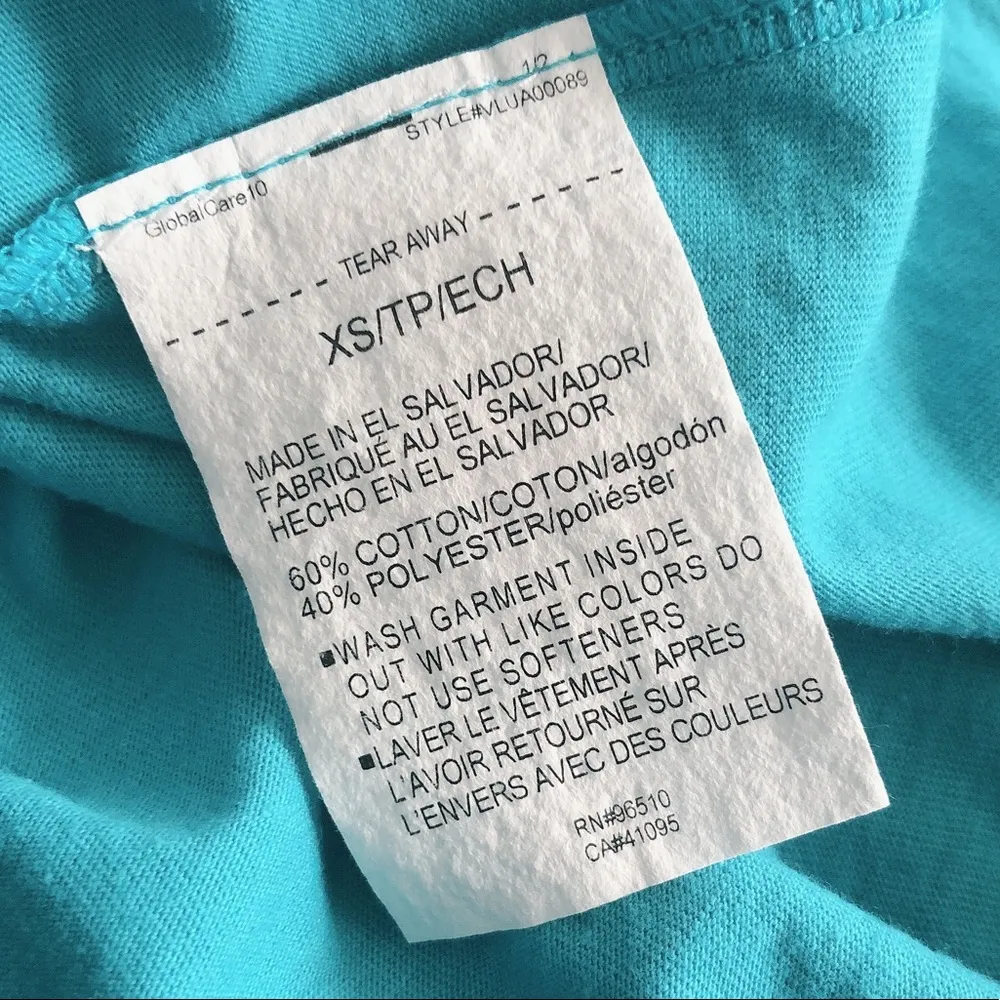 1/2
STYLE#VLUA00089
GlobalCare10
TEAR AWAY
XS/TP/ECH
MADE IN EL SALVADOR/
FABRIQUÉ AU EL SALVADOR/
HECHO EN EL SALVADOR
60% COTTON/COTON/algodón
40% POLYESTER/poliéster
▪WASH GARMENT INSIDE
OUT WITH LIKE COLORS DO
NOT USE SOFTENERS
▪LAVER LE VÊTEMENT APRÈS
L'AVOIR RETOURNÉ SUR
L'ENVERS AVEC DES COULEURS
RN#96510
CA#41095